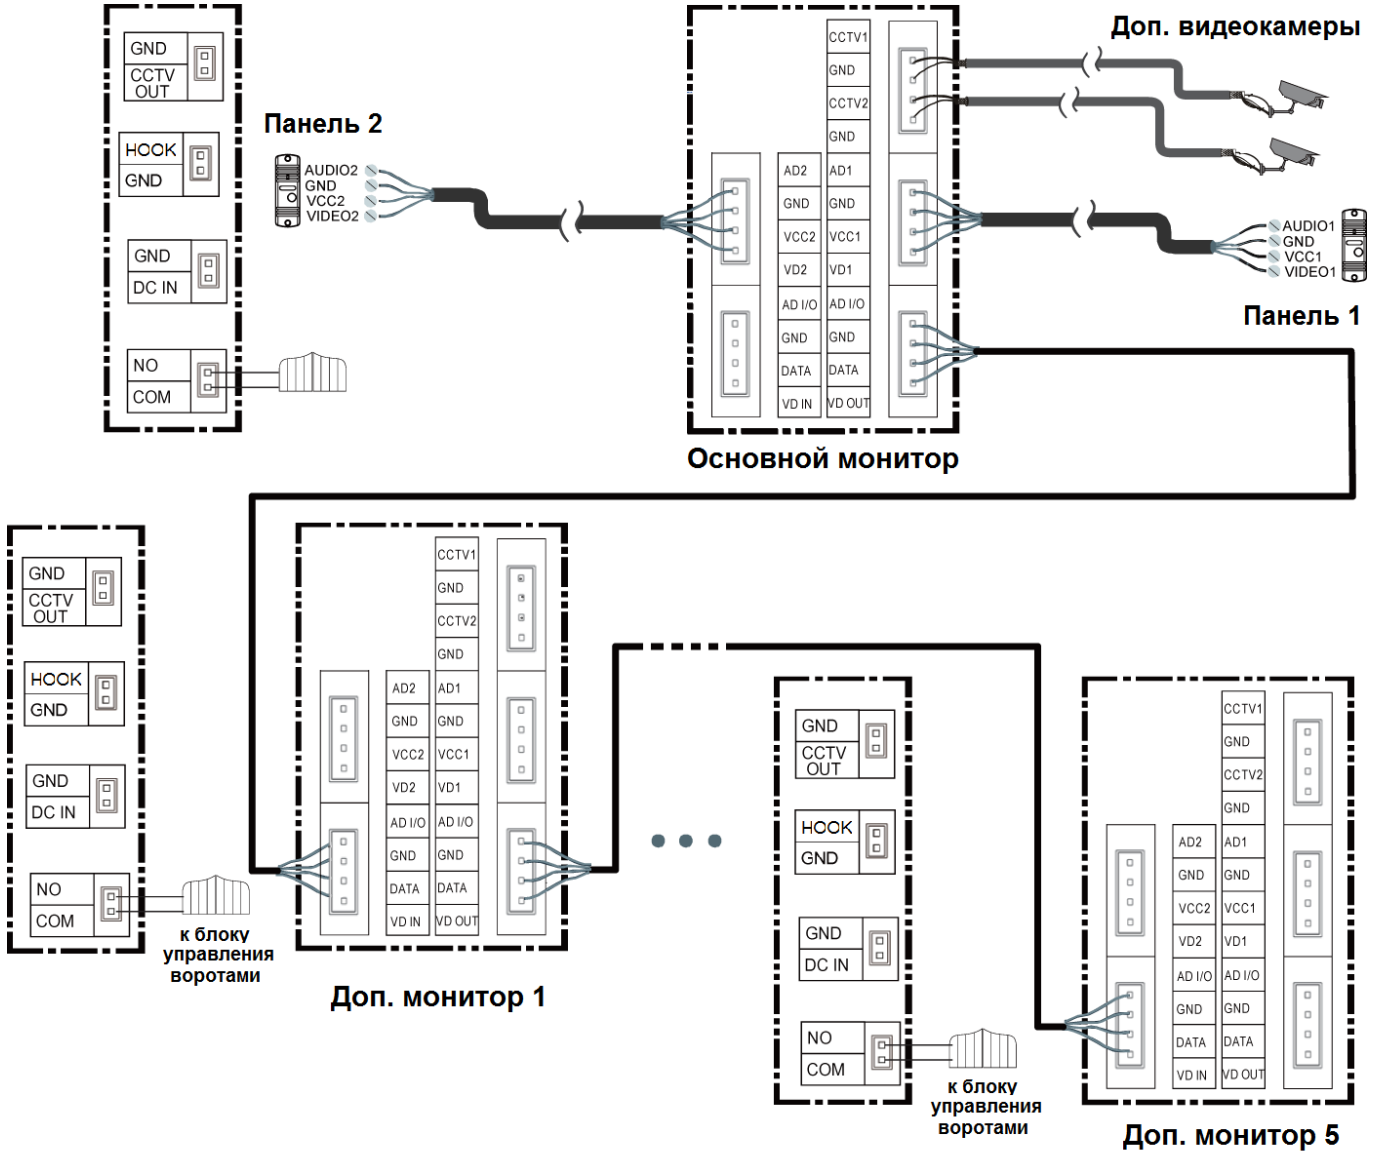 GND
CCTV
OUT
HOOK
GND
GND
DC IN
NO
COM
Панель 2
AUDIO2
GND
VCC2
VIDEO2
CCTV1
GND
CCTV2
GND
AD2 AD1
GND GND
VCC2 VCC1
VD2 VD1
AD I/O AD I/O
GND GND
DATA DATA
VD IN VD OUT
Основной монитор
Доп. видеокамеры
AUDIO1
GND
VCC1
VIDEO1
Панель 1
GND
CCTV
OUT
HOOK
GND
GND
DC IN
NO
COM
к блоку
управления
воротами
CCTV1
GND
CCTV2
GND
AD2 AD1
GND GND
VCC2 VCC1
VD2 VD1
AD I/O AD I/O
GND GND
DATA DATA
VD IN VD OUT
Доп. монитор 1
GND
CCTV
OUT
HOOK
GND
GND
DC IN
NO
COM
к блоку
управления
воротами
CCTV1
GND
CCTV2
GND
AD2 AD1
GND GND
VCC2 VCC1
VD2 VD1
AD I/O AD I/O
GND GND
DATA DATA
VD IN VD OUT
Доп. монитор 5